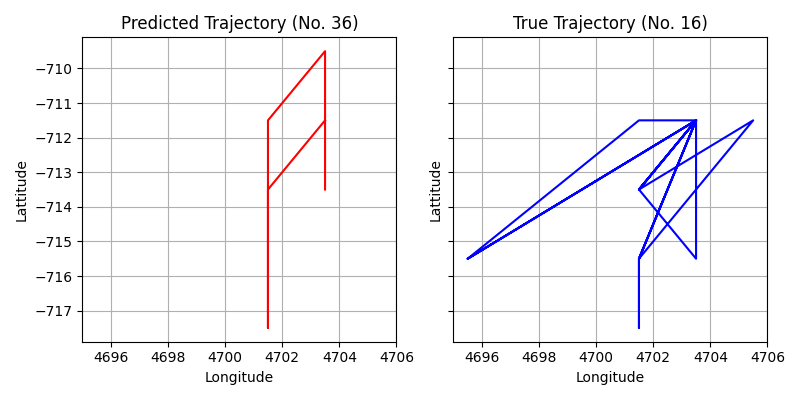 Predicted Trajectory (No. 36)
True Trajectory (No. 16)
−710
−711
−712
−713
−714
−715
−716
−717
Lattitude
Lattitude
4696 4698 4700 4702 4704 4706
4696 4698 4700 4702 4704 4706
Longitude
Longitude